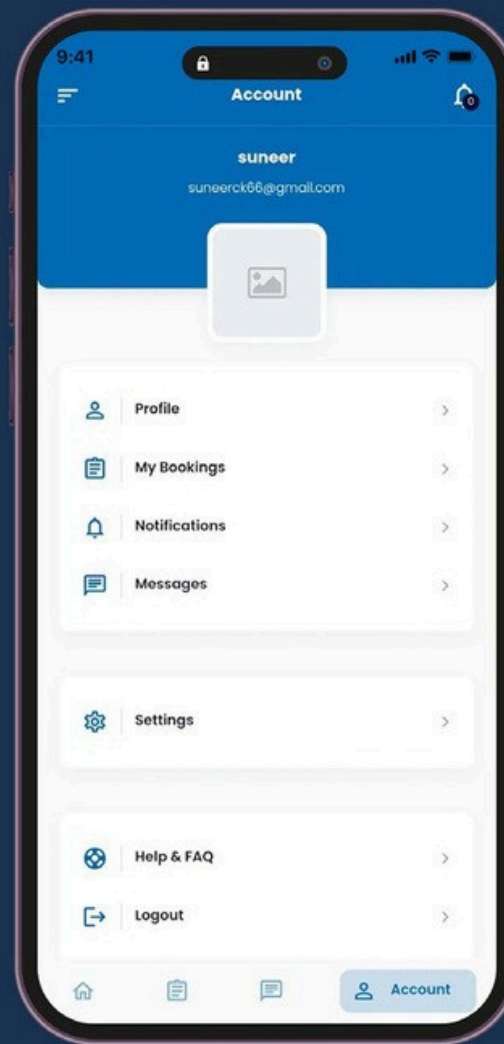 9:41
Account
0
suneer
suneerck66@gmail.com
Profile
My Bookings
Notifications
Messages
Settings
Help & FAQ
Logout
Account